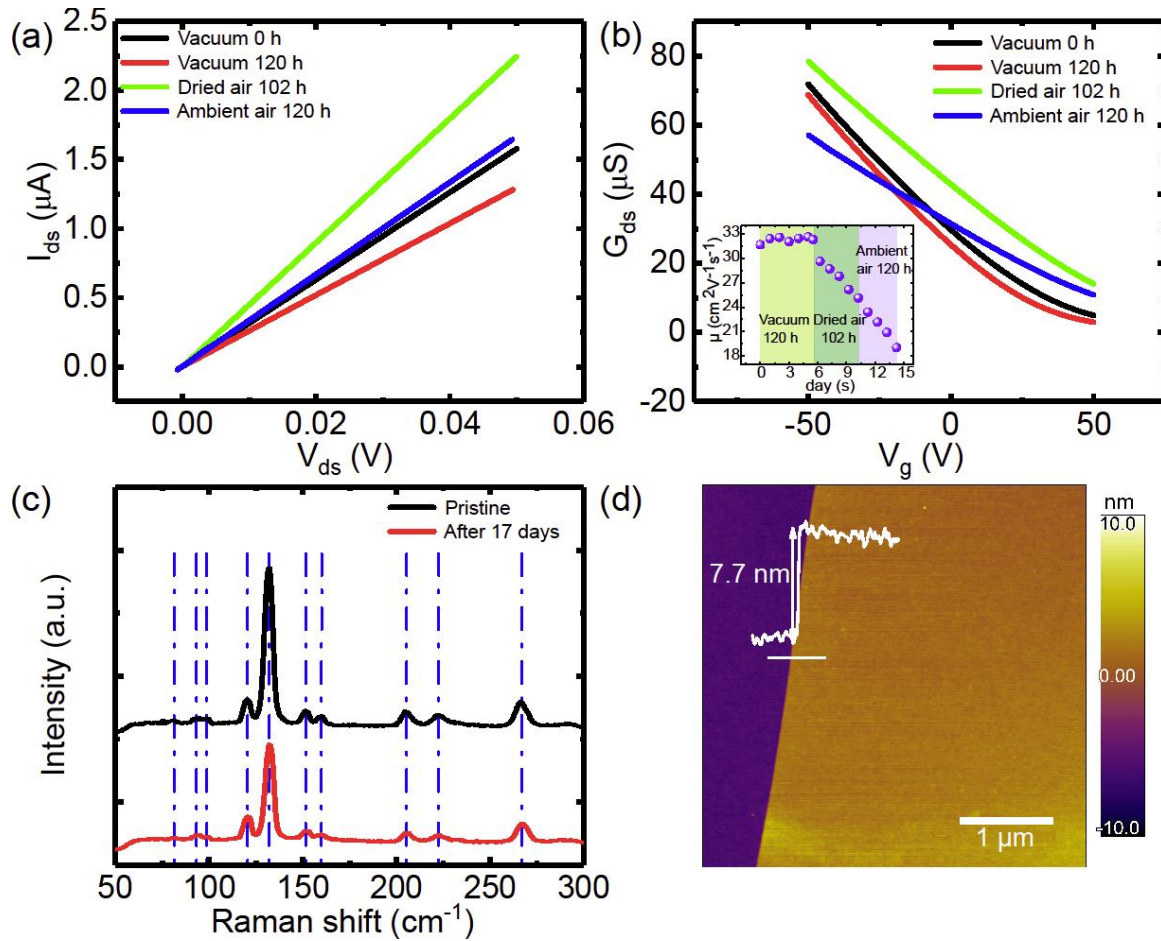 (a)
2.5
2.0
1.5
1.0
0.5
0.0
I_ds (μA)
Vacuum 0 h
Vacuum 120 h
Dried air 102 h
Ambient air 120 h
0.00 0.02 0.04 0.06
V_ds (V)
(b)
80
60
40
20
0
-20
G_ds (μS)
Vacuum 0 h
Vacuum 120 h
Dried air 102 h
Ambient air 120 h
33
30
27
24
21
18
μ (cm²V⁻¹s⁻¹)
Ambient
air 120 h
Vacuum Dried air
120 h 102 h
0 3 6 9 12 15
day (s)
-50 0 50
V_g (V)
(c)
Pristine
After 17 days
Intensity (a.u.)
50 100 150 200 250 300
Raman shift (cm⁻¹)
(d)
7.7 nm
1 μm
nm
10.0
0.00
-10.0